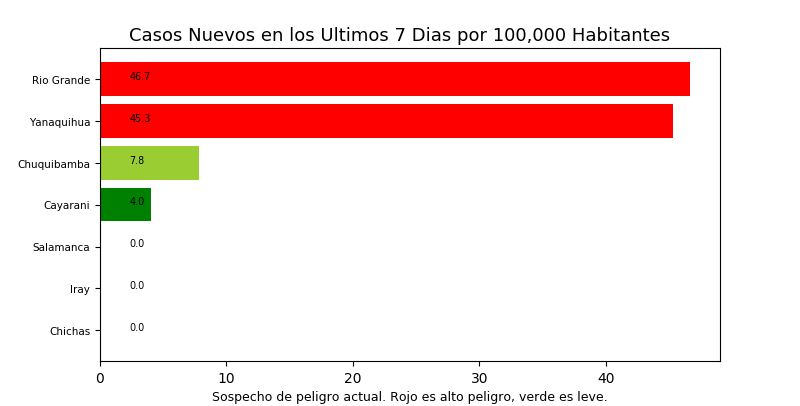 Casos Nuevos en los Ultimos 7 Dias por 100,000 Habitantes
Rio Grande 46.7
Yanaquihua 45.3
Chuquibamba 7.8
Cayarani 4.0
Salamanca 0.0
Iray 0.0
Chichas 0.0
0 10 20 30 40
Sospecho de peligro actual. Rojo es alto peligro, verde es leve.